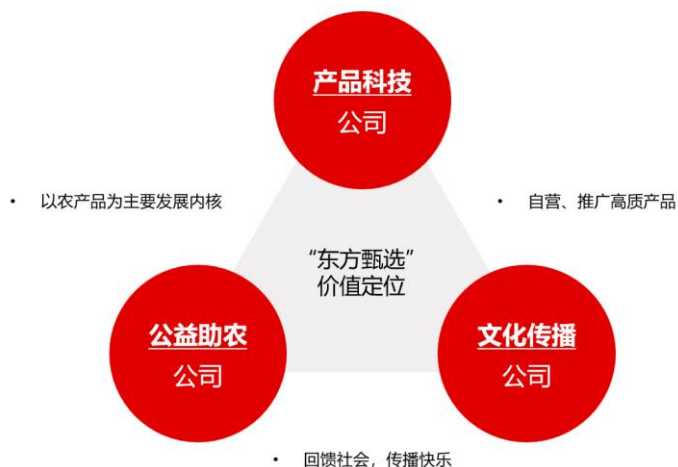 产品科技
公司
• 以农产品为主要发展内核
• 自营、推广高质产品
“东方甄选”
价值定位
公益助农
公司
文化传播
公司
• 回馈社会，传播快乐